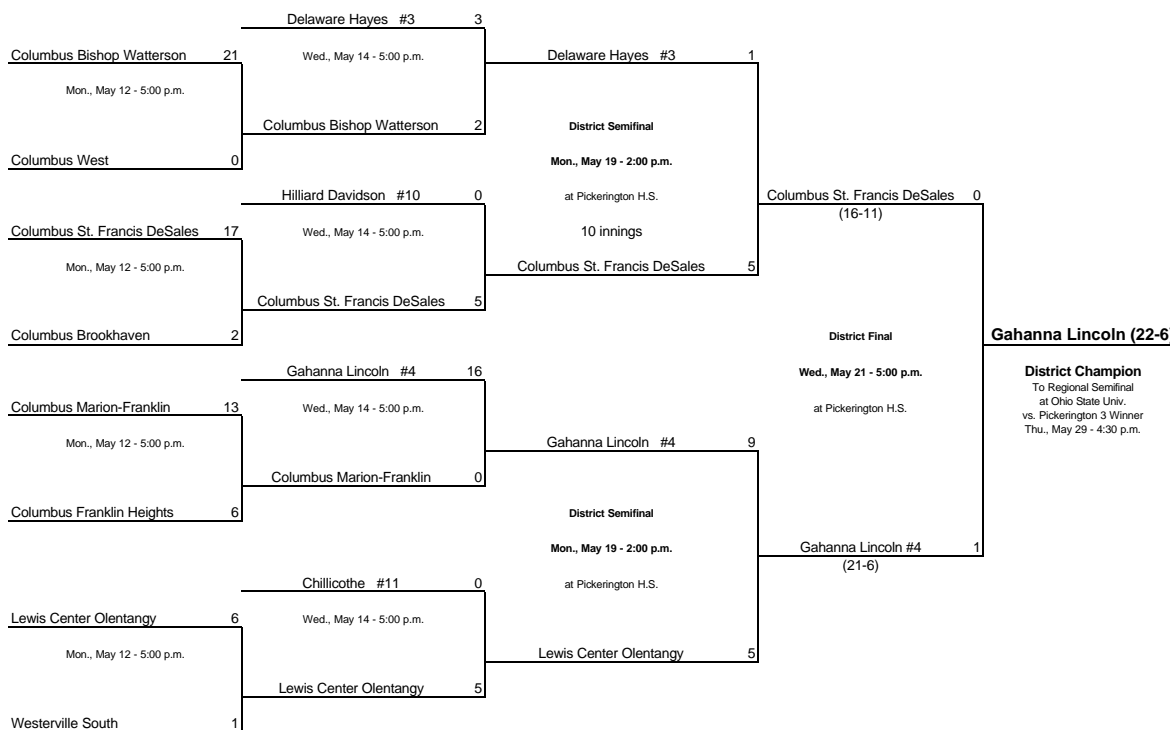 Delaware Hayes #3 3
Columbus Bishop Watterson 21
Wed., May 14 - 5:00 p.m.
Delaware Hayes #3 1
Mon., May 12 - 5:00 p.m.
Columbus Bishop Watterson 2
District Semifinal
Columbus West 0
Mon., May 19 - 2:00 p.m.
Hilliard Davidson #10 0
at Pickerington H.S.
Columbus St. Francis DeSales 0
(16-11)
Columbus St. Francis DeSales 17
Wed., May 14 - 5:00 p.m.
10 innings
Mon., May 12 - 5:00 p.m.
Columbus St. Francis DeSales 5
Columbus St. Francis DeSales 5
Columbus Brookhaven 2
District Final
Gahanna Lincoln (22-6)
Gahanna Lincoln #4 16
Wed., May 21 - 5:00 p.m.
District Champion
To Regional Semifinal
at Ohio State Univ.
vs. Pickerington 3 Winner
Thu., May 29 - 4:30 p.m.
Columbus Marion-Franklin 13
Wed., May 14 - 5:00 p.m.
at Pickerington H.S.
Mon., May 12 - 5:00 p.m.
Gahanna Lincoln #4 9
Columbus Marion-Franklin 0
Columbus Franklin Heights 6
District Semifinal
Mon., May 19 - 2:00 p.m.
Gahanna Lincoln #4 1
(21-6)
Chillicothe #11 0
at Pickerington H.S.
Lewis Center Olentangy 6
Wed., May 14 - 5:00 p.m.
Mon., May 12 - 5:00 p.m.
Lewis Center Olentangy 5
Lewis Center Olentangy 5
Westerville South 1